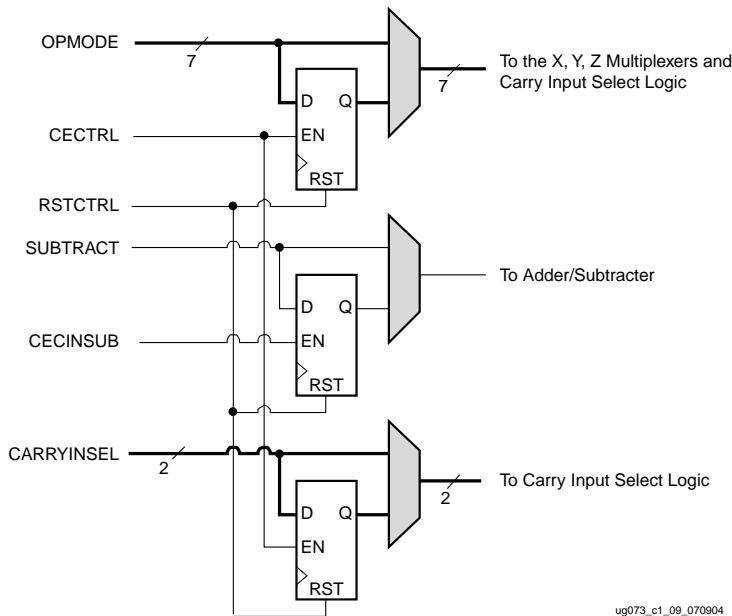 OPMODE
7
7
To the X, Y, Z Multiplexers and
Carry Input Select Logic
D
Q
CECTRL
EN
RST
RSTCTRL
SUBTRACT
To Adder/Subtracter
D
Q
CECINSUB
EN
RST
CARRYINSEL
2
2
To Carry Input Select Logic
D
Q
EN
RST
ug073_c1_09_070904